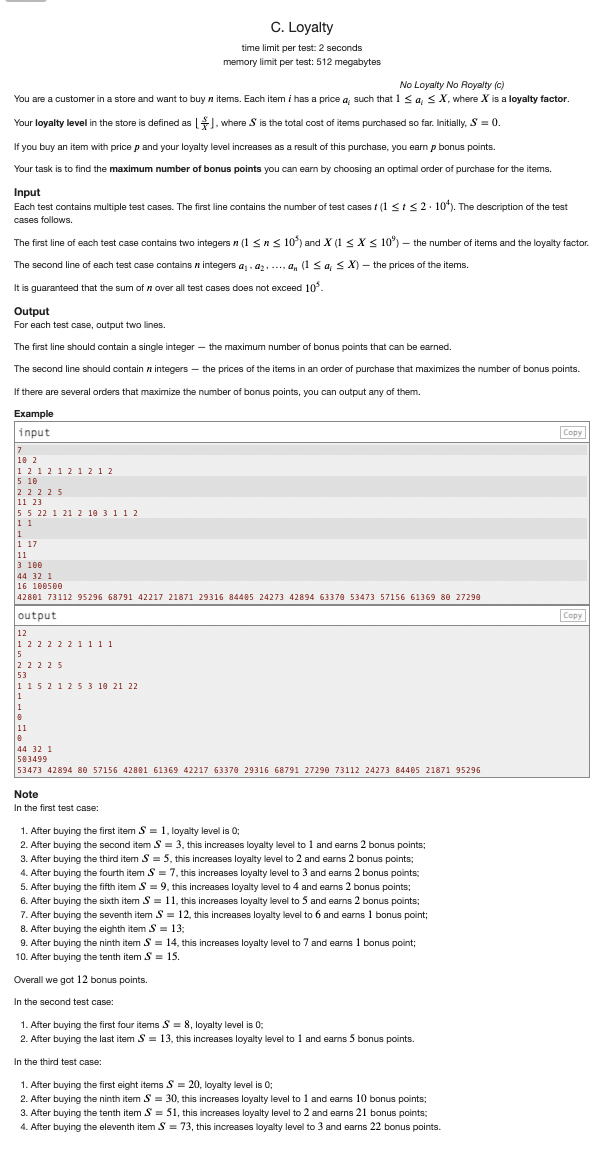 C. Loyalty
time limit per test: 2 seconds
memory limit per test: 512 megabytes
No Loyalty No Royalty (c)
You are a customer in a store and want to buy n items. Each item i has a price aᵢ such that 1 ≤ aᵢ ≤ X, where X is a loyalty factor.
Your loyalty level in the store is defined as ⌊S/X⌋, where S is the total cost of items purchased so far. Initially, S = 0.
If you buy an item with price p and your loyalty level increases as a result of this purchase, you earn p bonus points.
Your task is to find the maximum number of bonus points you can earn by choosing an optimal order of purchase for the items.
Input
Each test contains multiple test cases. The first line contains the number of test cases t (1 ≤ t ≤ 2 · 10⁴). The description of the test
cases follows.
The first line of each test case contains two integers n (1 ≤ n ≤ 10⁵) and X (1 ≤ X ≤ 10⁹) — the number of items and the loyalty factor.
The second line of each test case contains n integers a₁, a₂, …, aₙ (1 ≤ aᵢ ≤ X) — the prices of the items.
It is guaranteed that the sum of n over all test cases does not exceed 10⁵.
Output
For each test case, output two lines.
The first line should contain a single integer — the maximum number of bonus points that can be earned.
The second line should contain n integers — the prices of the items in an order of purchase that maximizes the number of bonus points.
If there are several orders that maximize the number of bonus points, you can output any of them.
Example
input
Copy
7
10 2
1 2 1 2 1 2 1 2 1 2
5 10
2 2 2 2 5
11 23
5 5 22 1 21 2 10 3 1 1 2
1 1
1
1 17
11
3 100
44 32 1
16 100500
42801 73112 95296 68791 42217 21871 29316 84405 24273 42894 63370 53473 57156 61369 80 27290
output
Copy
12
1 2 2 2 2 2 1 1 1 1
5
2 2 2 2 5
53
1 1 5 2 1 2 5 3 10 21 22
1
1
0
11
0
44 32 1
503499
53473 42894 80 57156 42801 61369 42217 63370 29316 68791 27290 73112 24273 84405 21871 95296
Note
In the first test case:
1. After buying the first item S = 1, loyalty level is 0;
2. After buying the second item S = 3, this increases loyalty level to 1 and earns 2 bonus points;
3. After buying the third item S = 5, this increases loyalty level to 2 and earns 2 bonus points;
4. After buying the fourth item S = 7, this increases loyalty level to 3 and earns 2 bonus points;
5. After buying the fifth item S = 9, this increases loyalty level to 4 and earns 2 bonus points;
6. After buying the sixth item S = 11, this increases loyalty level to 5 and earns 2 bonus points;
7. After buying the seventh item S = 12, this increases loyalty level to 6 and earns 1 bonus point;
8. After buying the eighth item S = 13;
9. After buying the ninth item S = 14, this increases loyalty level to 7 and earns 1 bonus point;
10. After buying the tenth item S = 15.
Overall we got 12 bonus points.
In the second test case:
1. After buying the first four items S = 8, loyalty level is 0;
2. After buying the last item S = 13, this increases loyalty level to 1 and earns 5 bonus points.
In the third test case:
1. After buying the first eight items S = 20, loyalty level is 0;
2. After buying the ninth item S = 30, this increases loyalty level to 1 and earns 10 bonus points;
3. After buying the tenth item S = 51, this increases loyalty level to 2 and earns 21 bonus points;
4. After buying the eleventh item S = 73, this increases loyalty level to 3 and earns 22 bonus points.